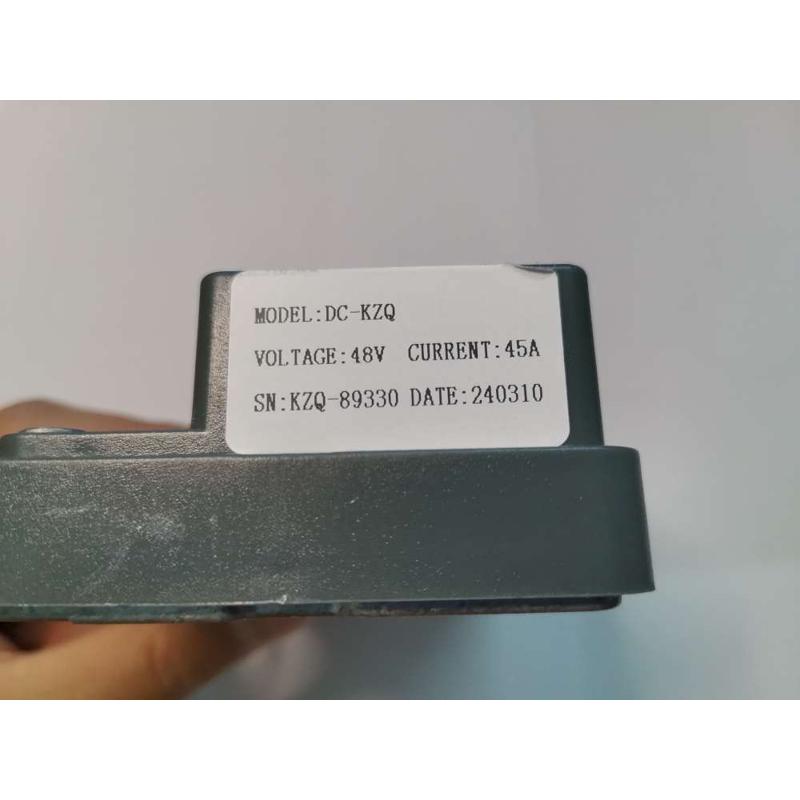 MODEL:DC-KZQ
VOLTAGE:48V CURRENT:45A
SN:KZQ-89330 DATE:240310